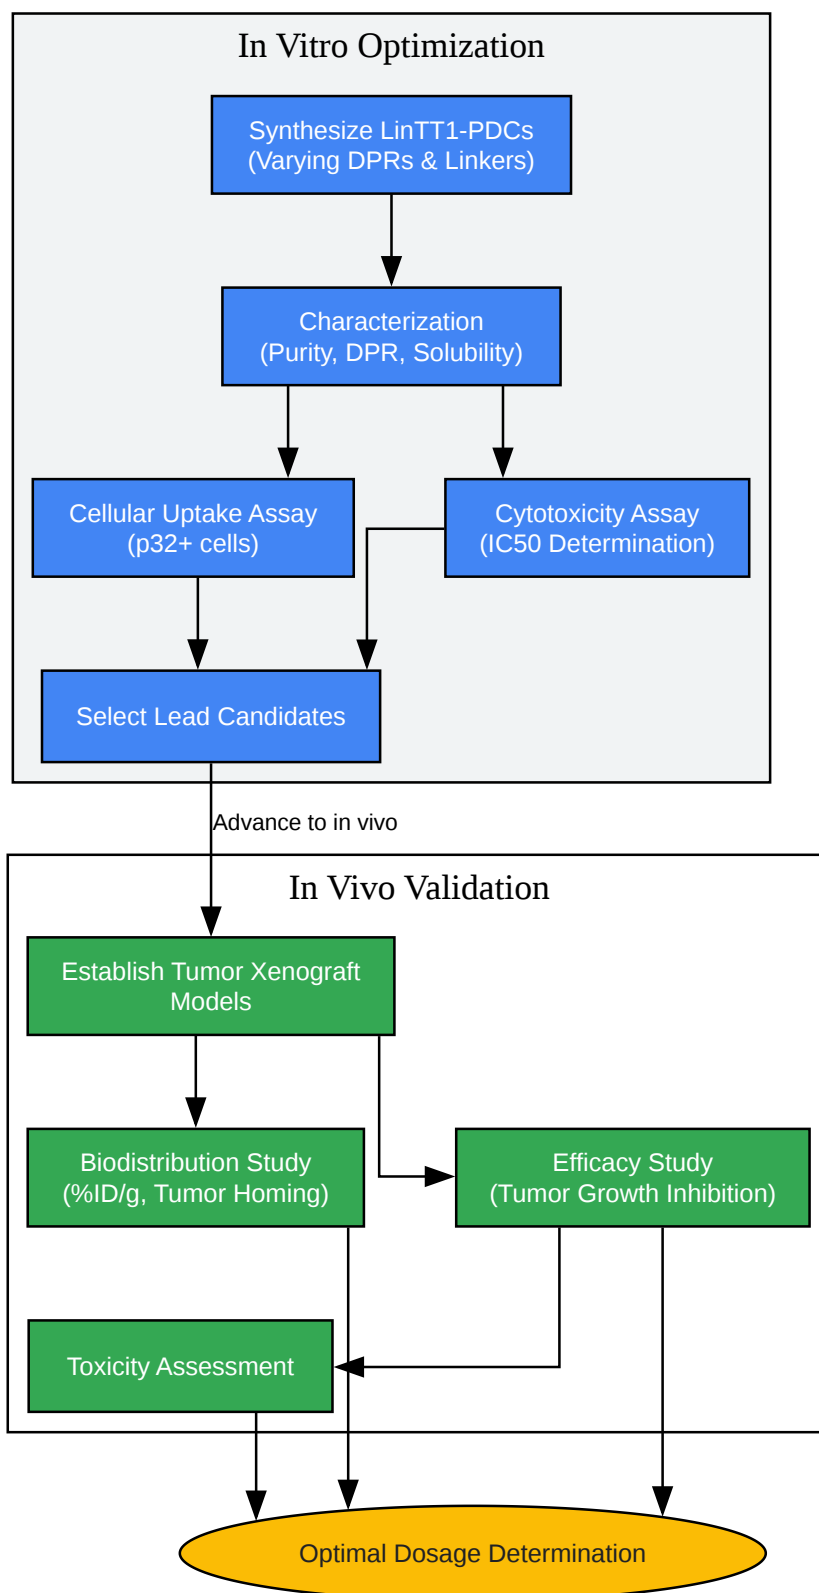 In Vitro Optimization
Synthesize LinTT1-PDCs
(Varying DPRs & Linkers)
Characterization
(Purity, DPR, Solubility)
Cellular Uptake Assay
(p32+ cells)
Cytotoxicity Assay
(IC50 Determination)
Select Lead Candidates
Advance to in vivo
In Vivo Validation
Establish Tumor Xenograft
Models
Biodistribution Study
(%ID/g, Tumor Homing)
Efficacy Study
(Tumor Growth Inhibition)
Toxicity Assessment
Optimal Dosage Determination